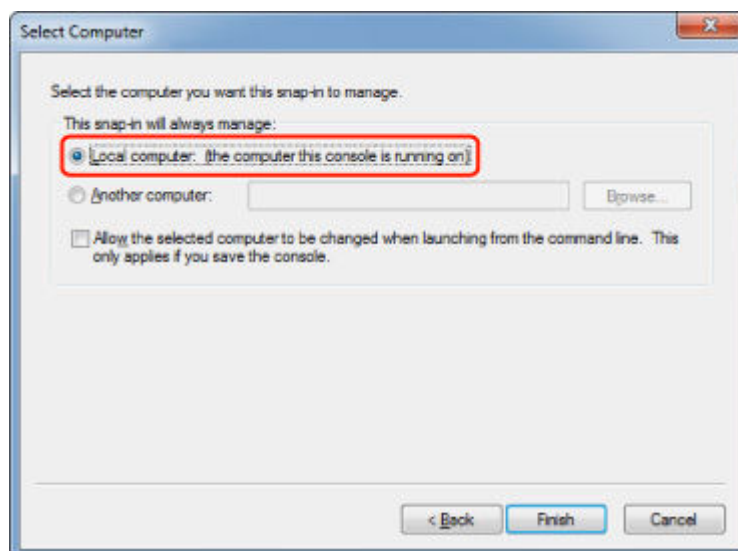 Select Computer
Select the computer you want this snap-in to manage.
This snap-in will always manage:
Local computer: (the computer this console is running on)
Another computer:
Browse...
Allow the selected computer to be changed when launching from the command line. This
only applies if you save the console.
< Back
Finish
Cancel